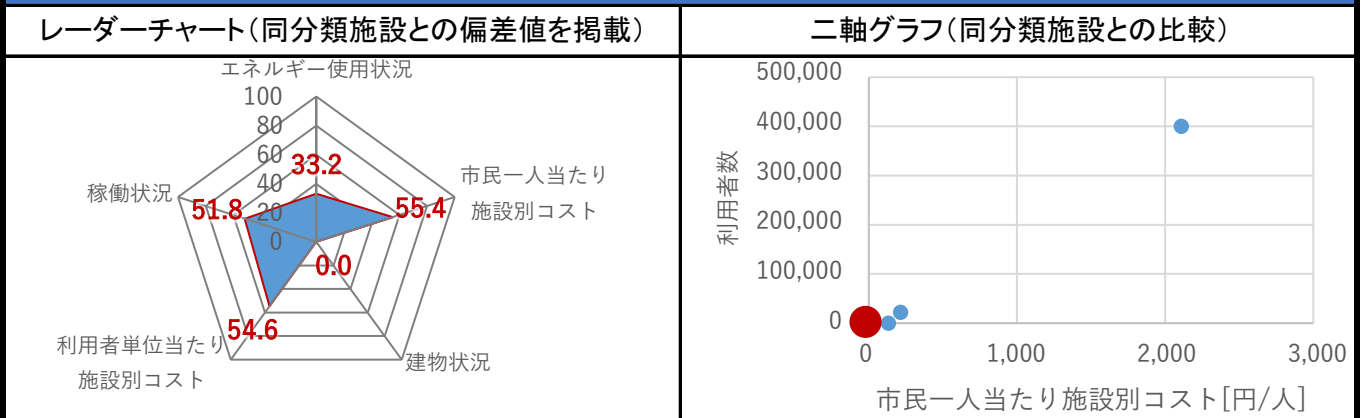 レーダーチャート(同分類施設との偏差値を掲載)
二軸グラフ(同分類施設との比較)
エネルギー使用状況
100
80
60
40
20
0
33.2
市民一人当たり
施設別コスト
55.4
0.0
建物状況
54.6
利用者単位当たり
施設別コスト
稼働状況
51.8
500,000
400,000
300,000
200,000
100,000
0
利用者数
0
1,000
2,000
3,000
市民一人当たり施設別コスト[円/人]